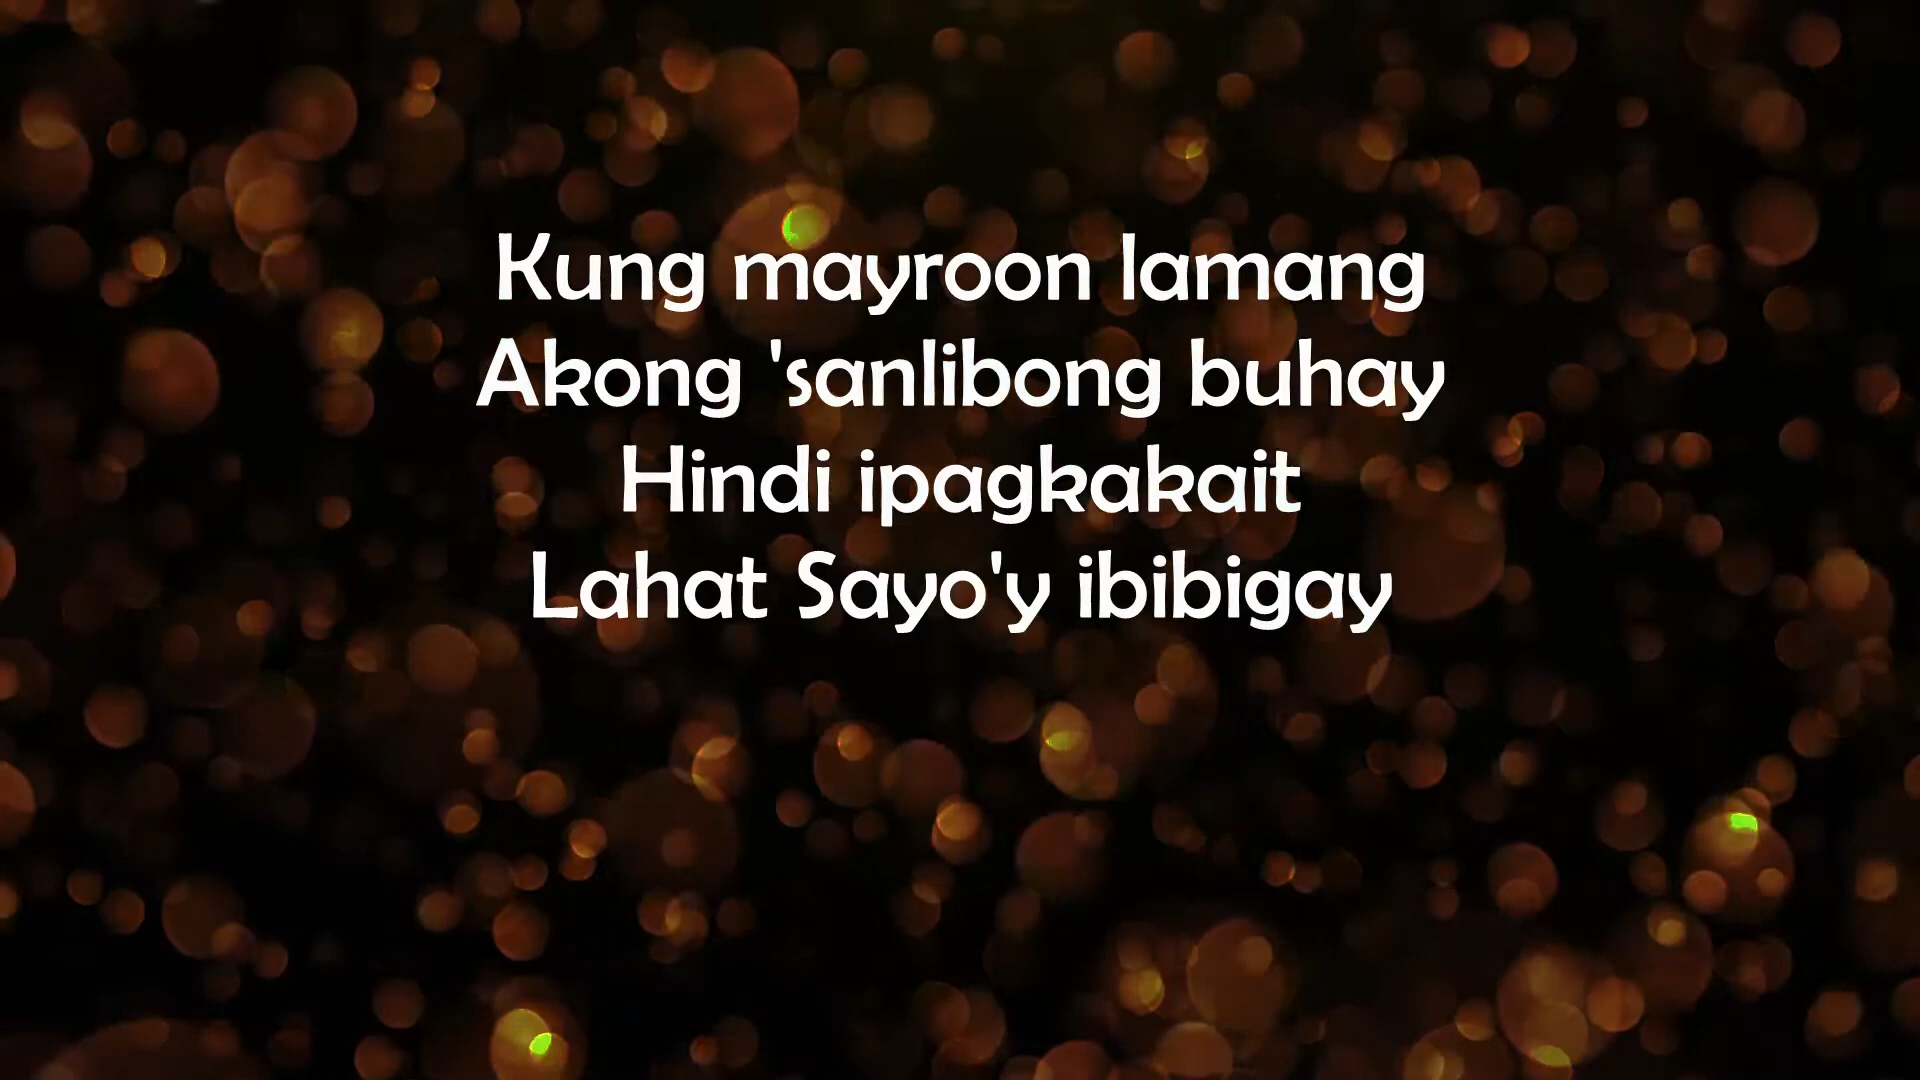 Kung mayroon lamang
Akong 'sanlibong buhay
Hindi ipagkakait
Lahat Sayo'y ibibigay